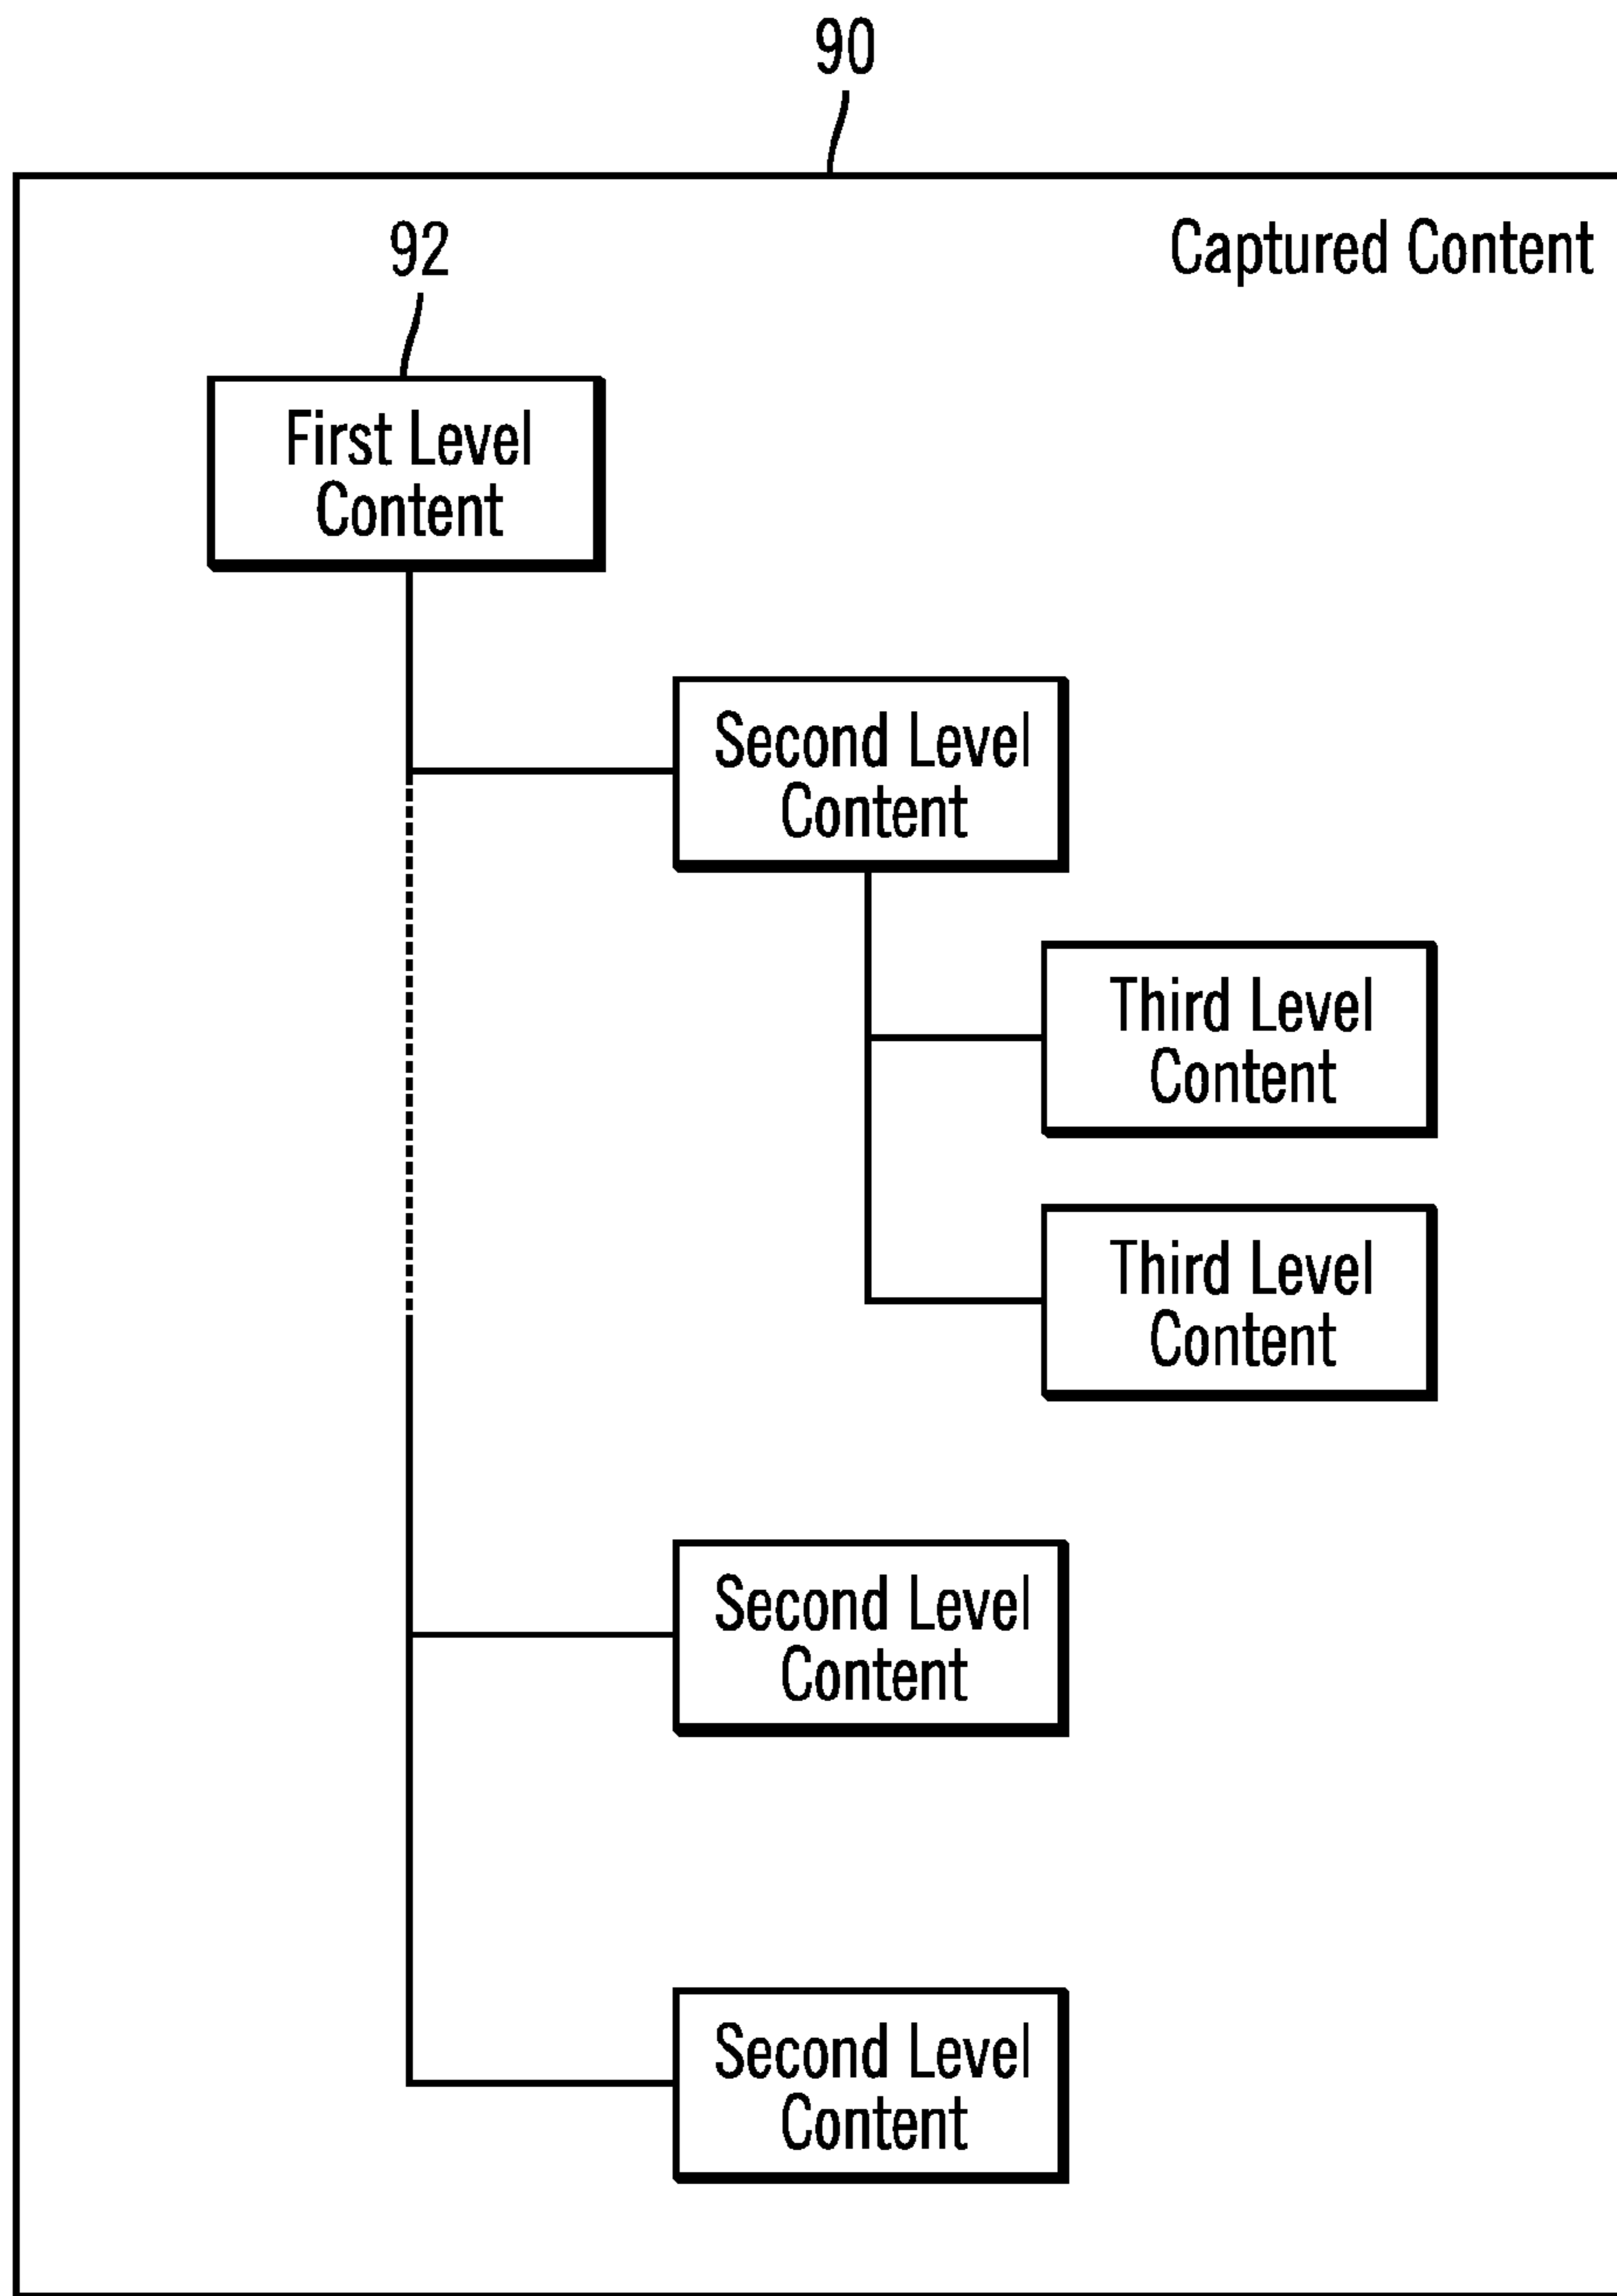 90
92
Captured Content
First Level
Content
Second Level
Content
Third Level
Content
Third Level
Content
Second Level
Content
Second Level
Content